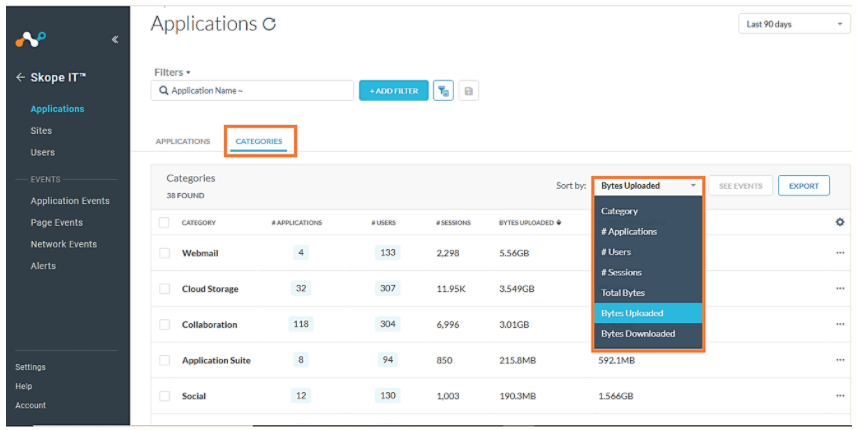 Applications
Last 90 days
«
Skope IT™
Filters
Application Name ~
+ ADD FILTER
Applications
Sites
Users
APPLICATIONS
CATEGORIES
EVENTS
Application Events
Page Events
Network Events
Alerts
Categories
38 FOUND
Sort by:
Bytes Uploaded
SEE EVENTS
EXPORT
Category
# Applications
# Users
# Sessions
Total Bytes
Bytes Uploaded
Bytes Downloaded
CATEGORY # APPLICATIONS # USERS # SESSIONS BYTES UPLOADED
Webmail 4 133 2,298 5.56GB
Cloud Storage 32 307 11.95K 3.549GB
Collaboration 118 304 6,996 3.01GB
Application Suite 8 94 850 215.8MB 592.1MB
Social 12 130 1,003 190.3MB 1.566GB
Settings
Help
Account